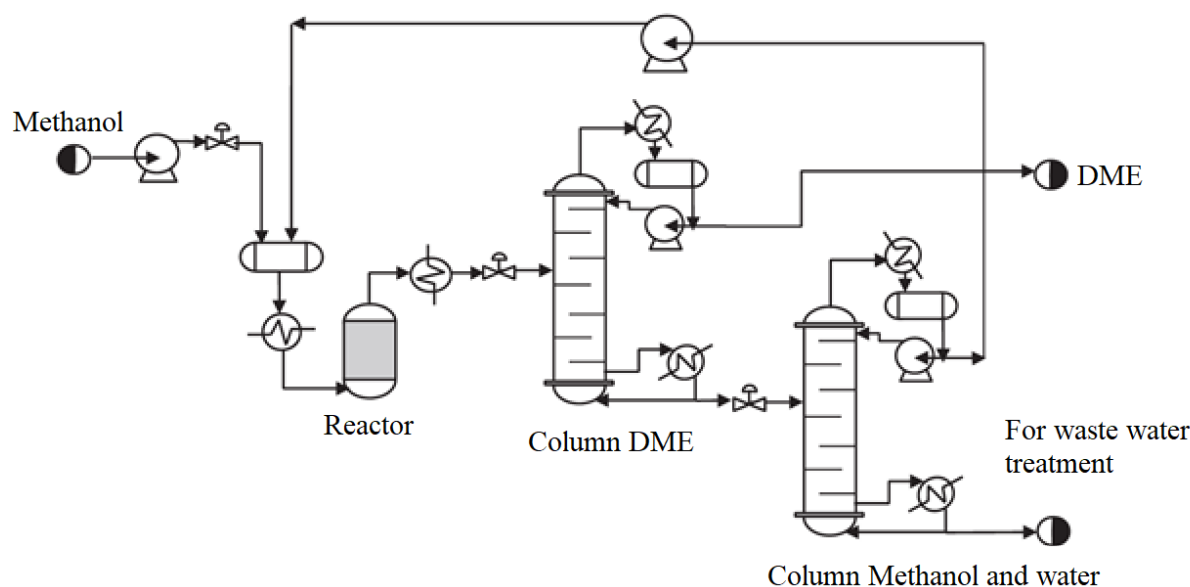 Methanol
DME
Reactor
Column DME
For waste water
treatment
Column Methanol and water